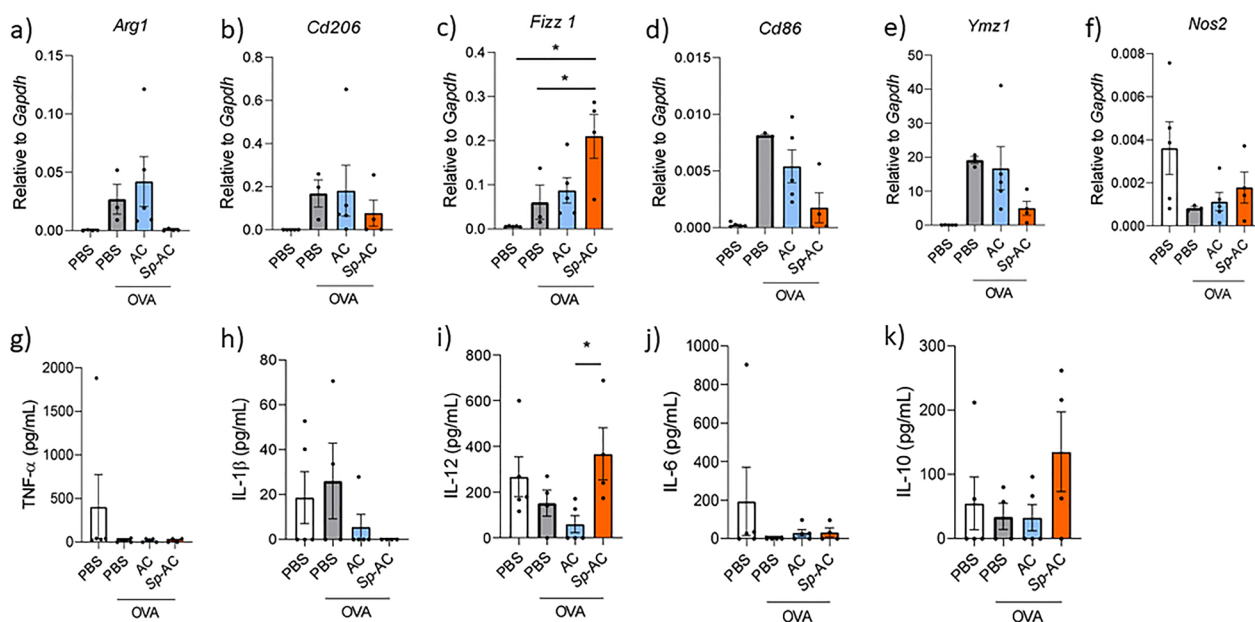 a) Arg1
0.15
0.10
0.05
0.00
Relative to Gapdh
PBS PBS AC Sp-AC
OVA
b) Cd206
0.8
0.6
0.4
0.2
0.0
Relative to Gapdh
PBS PBS AC Sp-AC
OVA
c) Fizz 1
0.4
0.3
0.2
0.1
0.0
Relative to Gapdh
*
*
PBS PBS AC Sp-AC
OVA
d) Cd86
0.015
0.010
0.005
0.000
Relative to Gapdh
PBS PBS AC Sp-AC
OVA
e) Ymz1
50
40
30
20
10
0
Relative to Gapdh
PBS PBS AC Sp-AC
OVA
f) Nos2
0.008
0.006
0.004
0.002
0.000
Relative to Gapdh
PBS PBS AC Sp-AC
OVA
g)
2000
1500
1000
500
0
TNF-α (pg/mL)
PBS PBS AC Sp-AC
OVA
h)
80
60
40
20
0
IL-1β (pg/mL)
PBS PBS AC Sp-AC
OVA
i)
800
600
400
200
0
IL-12 (pg/mL)
*
PBS PBS AC Sp-AC
OVA
j)
1000
800
600
400
200
0
IL-6 (pg/mL)
PBS PBS AC Sp-AC
OVA
k)
300
200
100
0
IL-10 (pg/mL)
PBS PBS AC Sp-AC
OVA